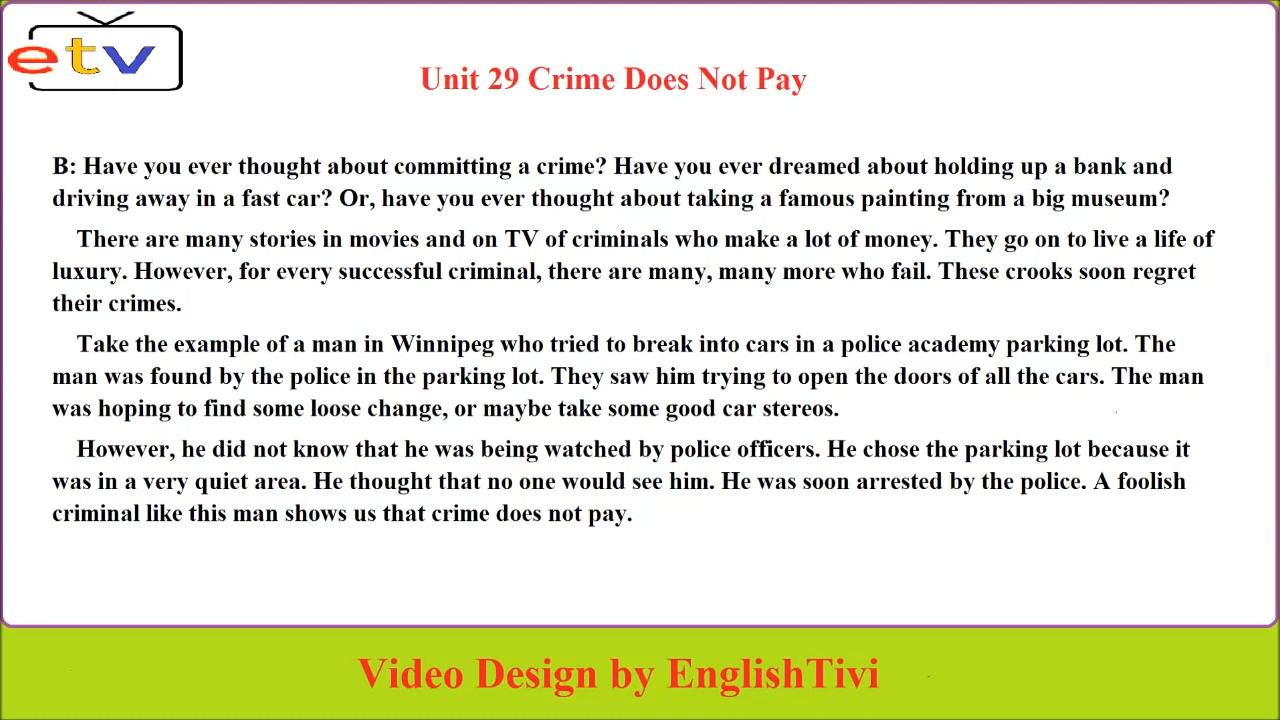 etv
Unit 29 Crime Does Not Pay
B: Have you ever thought about committing a crime? Have you ever dreamed about holding up a bank and
driving away in a fast car? Or, have you ever thought about taking a famous painting from a big museum?
There are many stories in movies and on TV of criminals who make a lot of money. They go on to live a life of
luxury. However, for every successful criminal, there are many, many more who fail. These crooks soon regret
their crimes.
Take the example of a man in Winnipeg who tried to break into cars in a police academy parking lot. The
man was found by the police in the parking lot. They saw him trying to open the doors of all the cars. The man
was hoping to find some loose change, or maybe take some good car stereos.
However, he did not know that he was being watched by police officers. He chose the parking lot because it
was in a very quiet area. He thought that no one would see him. He was soon arrested by the police. A foolish
criminal like this man shows us that crime does not pay.
Video Design by EnglishTivi